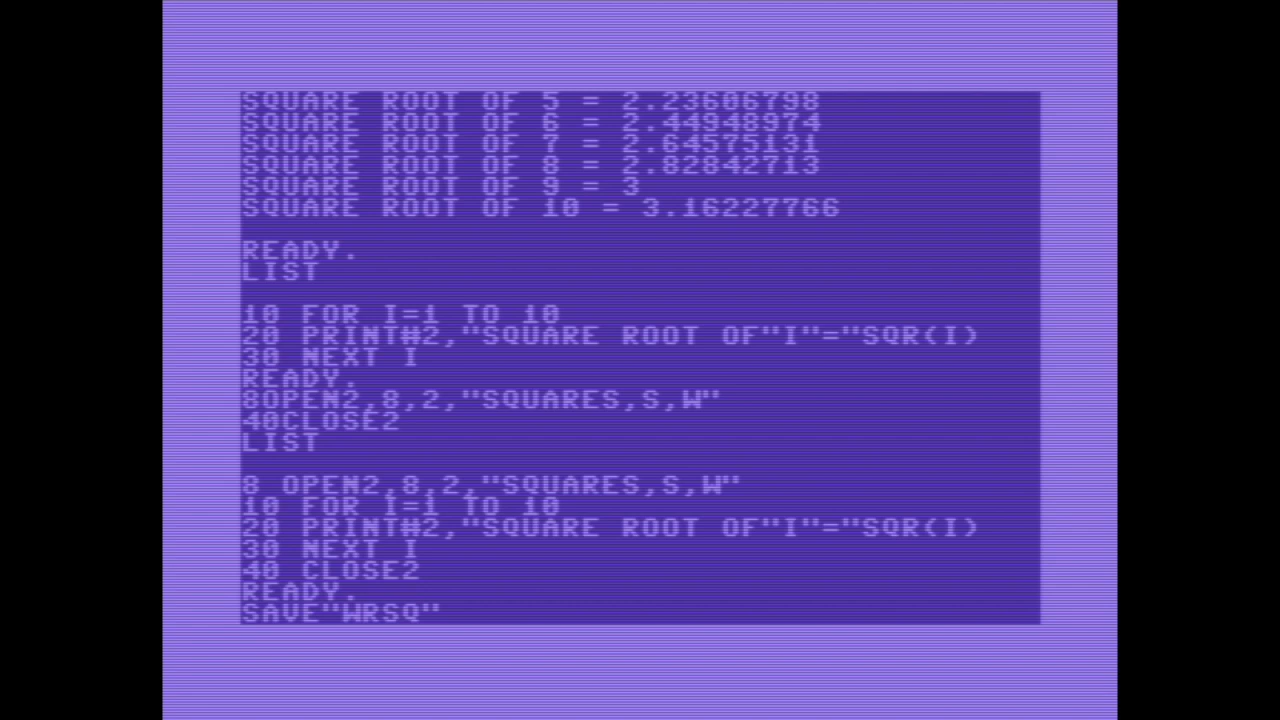 SQUARE ROOT OF 5 = 2.23606798
SQUARE ROOT OF 6 = 2.44948974
SQUARE ROOT OF 7 = 2.64575131
SQUARE ROOT OF 8 = 2.82842713
SQUARE ROOT OF 9 = 3
SQUARE ROOT OF 10 = 3.16227766
READY.
LIST
10 FOR I=1 TO 10
20 PRINT#2,"SQUARE ROOT OF"I"="SQR(I)
30 NEXT I
READY.
8OPEN2,8,2,"SQUARES,S,W"
40CLOSE2
LIST
8 OPEN2,8,2,"SQUARES,S,W"
10 FOR I=1 TO 10
20 PRINT#2,"SQUARE ROOT OF"I"="SQR(I)
30 NEXT I
40 CLOSE2
READY.
SAVE"WRSQ"